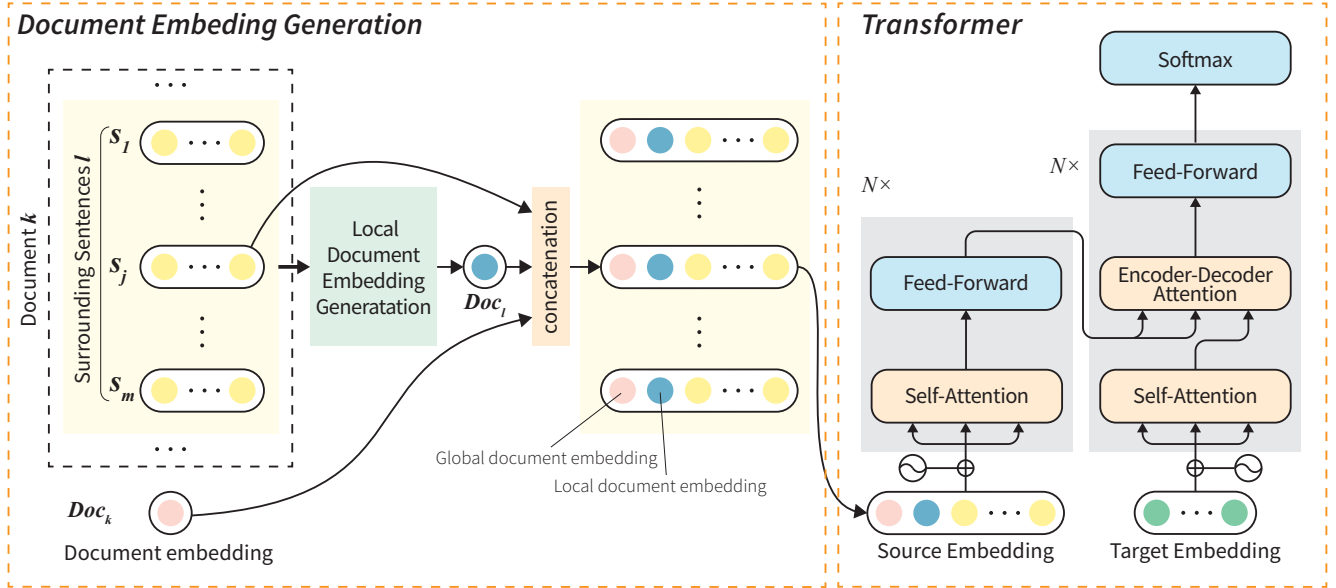 Document Embeding Generation
Document k
Surrounding Sentences l
...
S1
...
Sj
...
Sm
...
Local
Document
Embedding
Generatation
Docl
concatenation
Global document embedding
Local document embedding
Dock
Document embedding
Transformer
Softmax
N×
Feed-Forward
N×
Encoder-Decoder
Attention
Feed-Forward
Self-Attention
Self-Attention
Source Embedding
Target Embedding